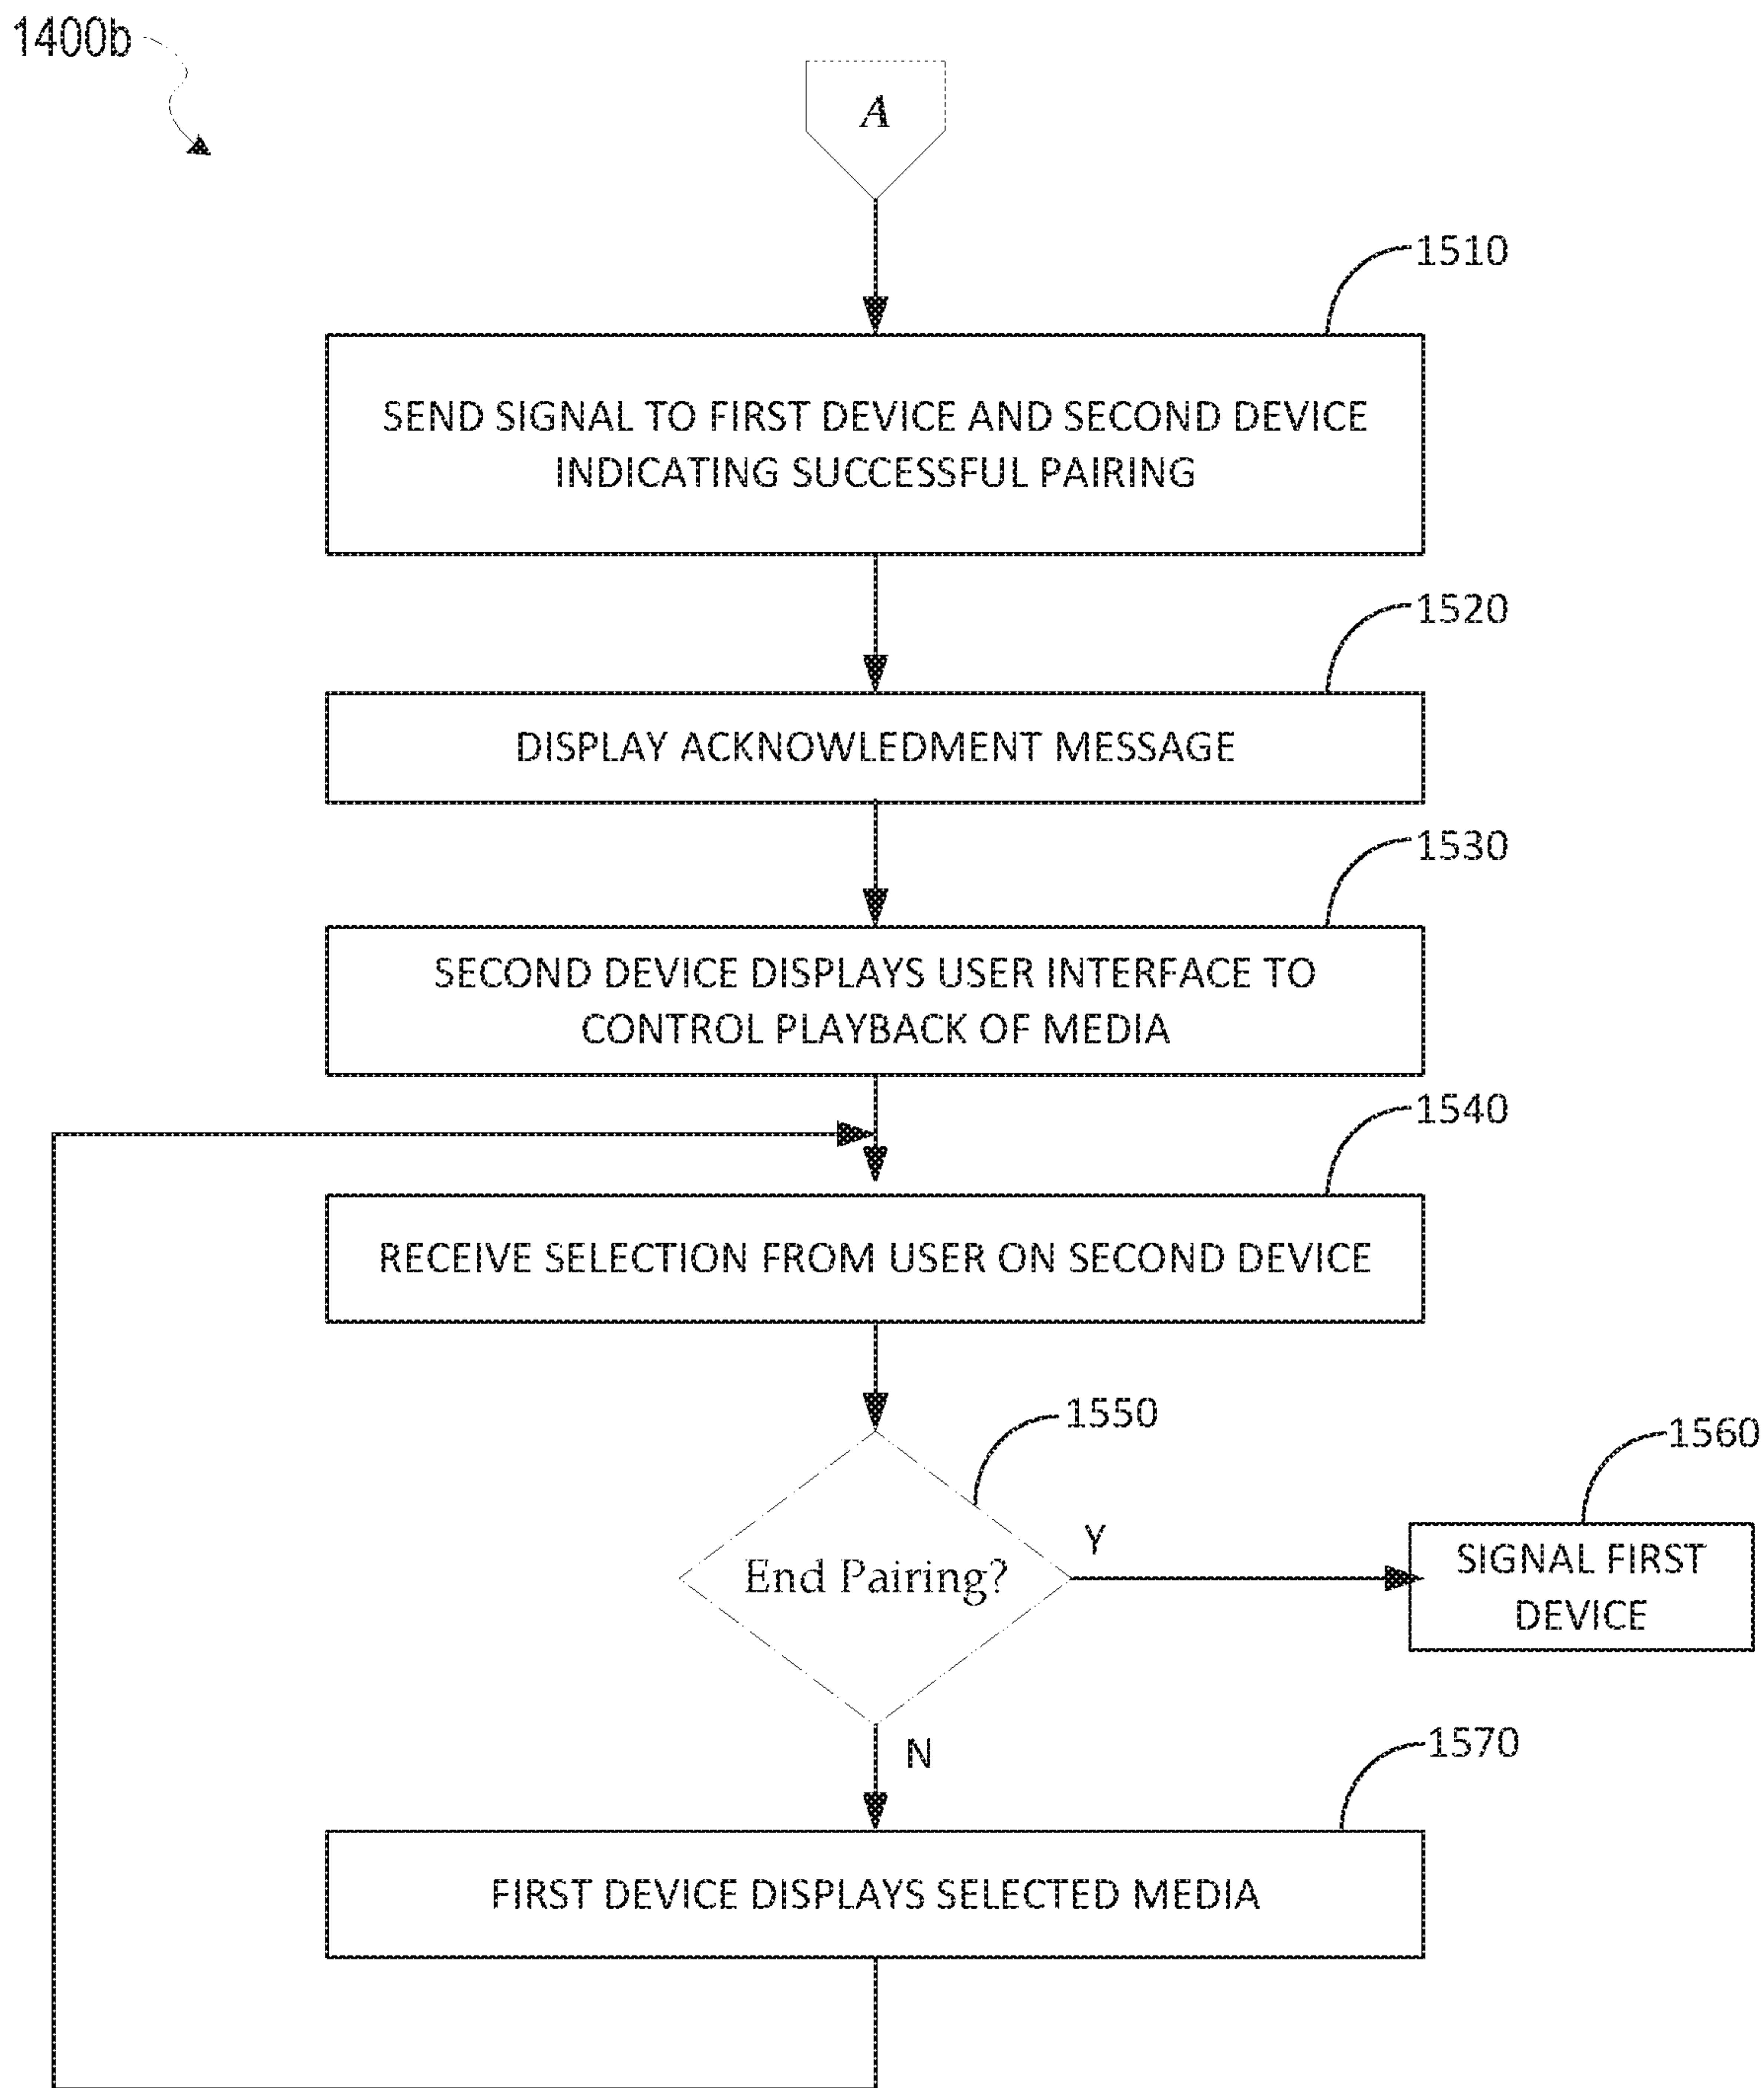 1400b
A
1510
SEND SIGNAL TO FIRST DEVICE AND SECOND DEVICE
INDICATING SUCCESSFUL PAIRING
1520
DISPLAY ACKNOWLEDMENT MESSAGE
1530
SECOND DEVICE DISPLAYS USER INTERFACE TO
CONTROL PLAYBACK OF MEDIA
1540
RECEIVE SELECTION FROM USER ON SECOND DEVICE
1550
1560
End Pairing?
Y
SIGNAL FIRST
DEVICE
N
1570
FIRST DEVICE DISPLAYS SELECTED MEDIA